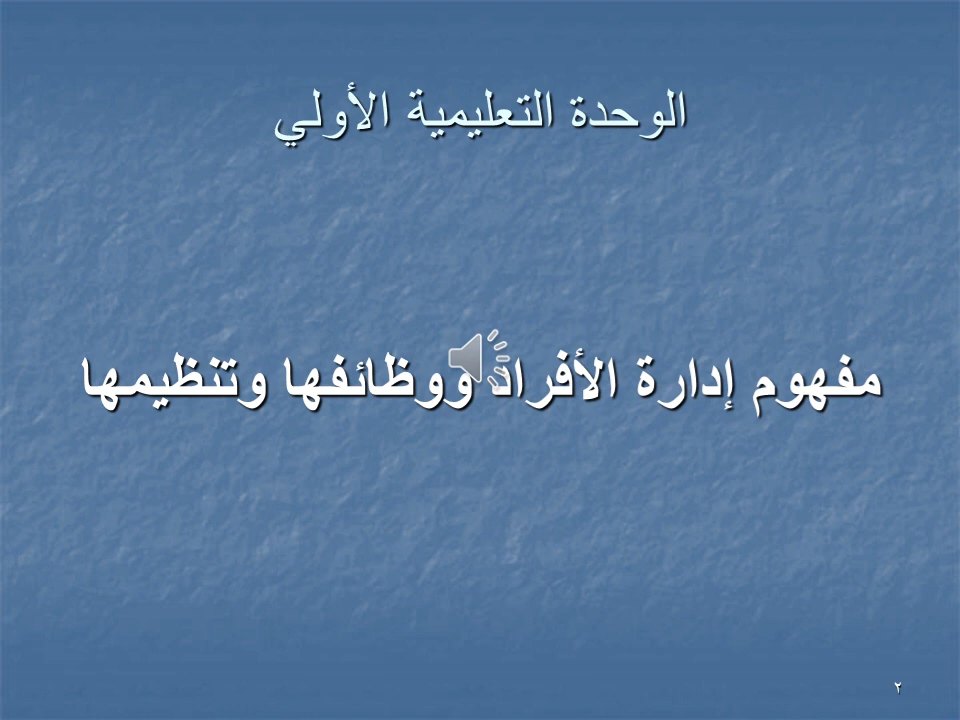 الوحدة التعليمية الأولي
مفهوم إدارة الأفراد ووظائفها وتنظيمها
٢